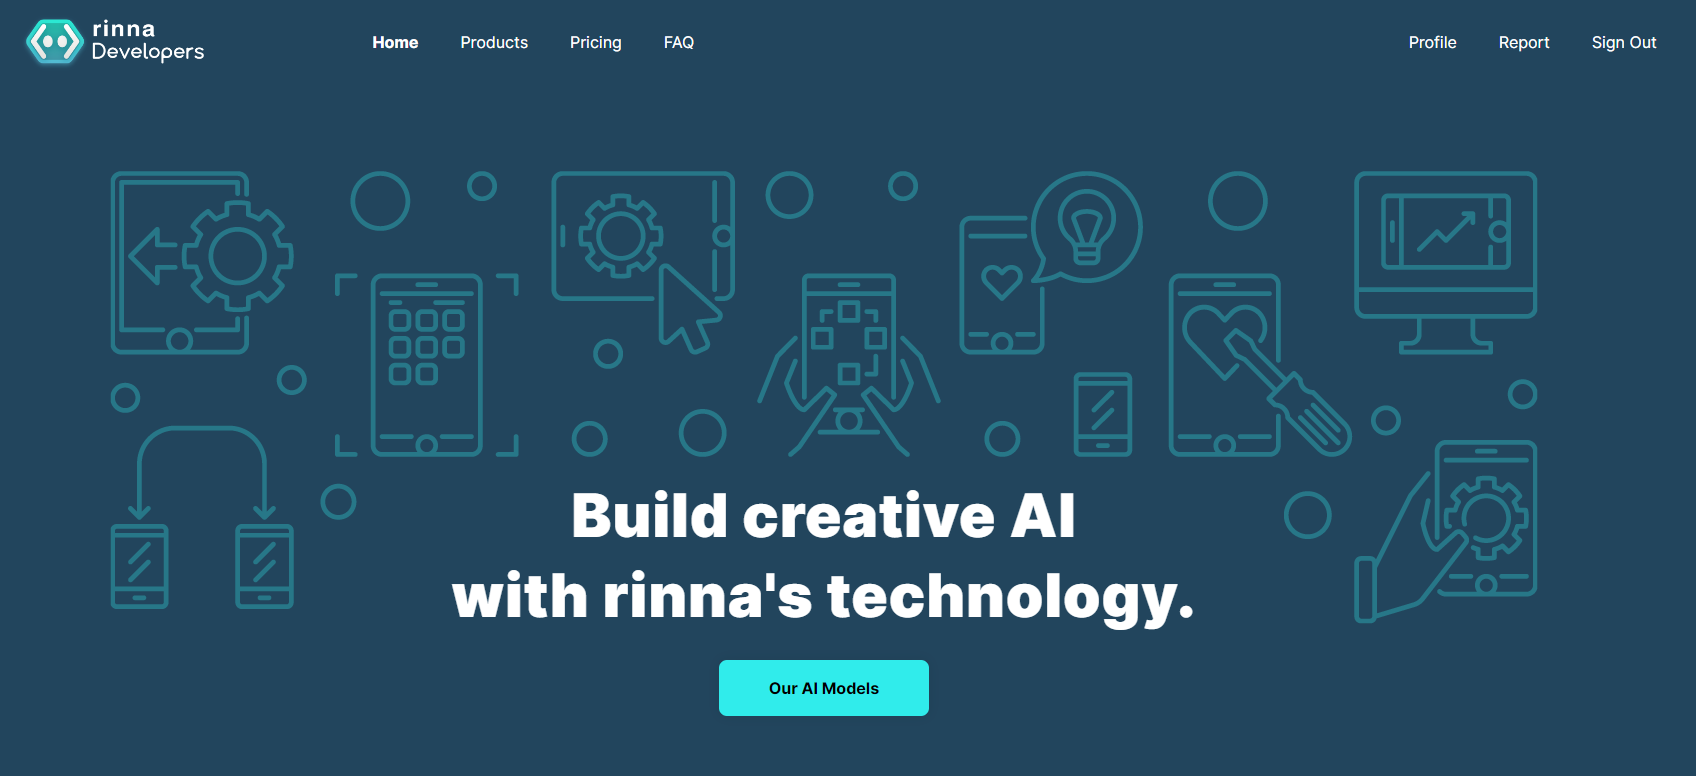 rinna
Developers
Home Products Pricing FAQ Profile Report Sign Out
Build creative AI
with rinna's technology.
Our AI Models